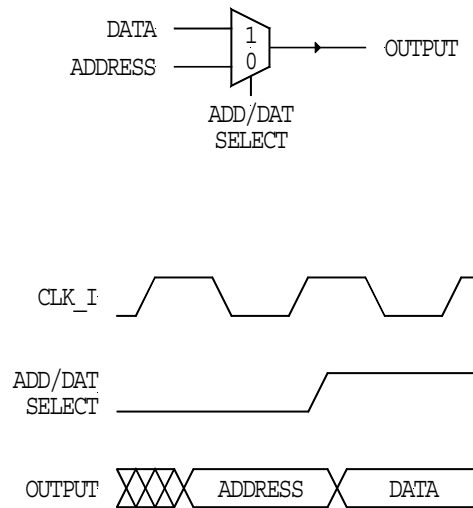 DATA
1
OUTPUT
ADDRESS
0
ADD/DAT
SELECT
CLK_I
ADD/DAT
SELECT
OUTPUT
ADDRESS
DATA